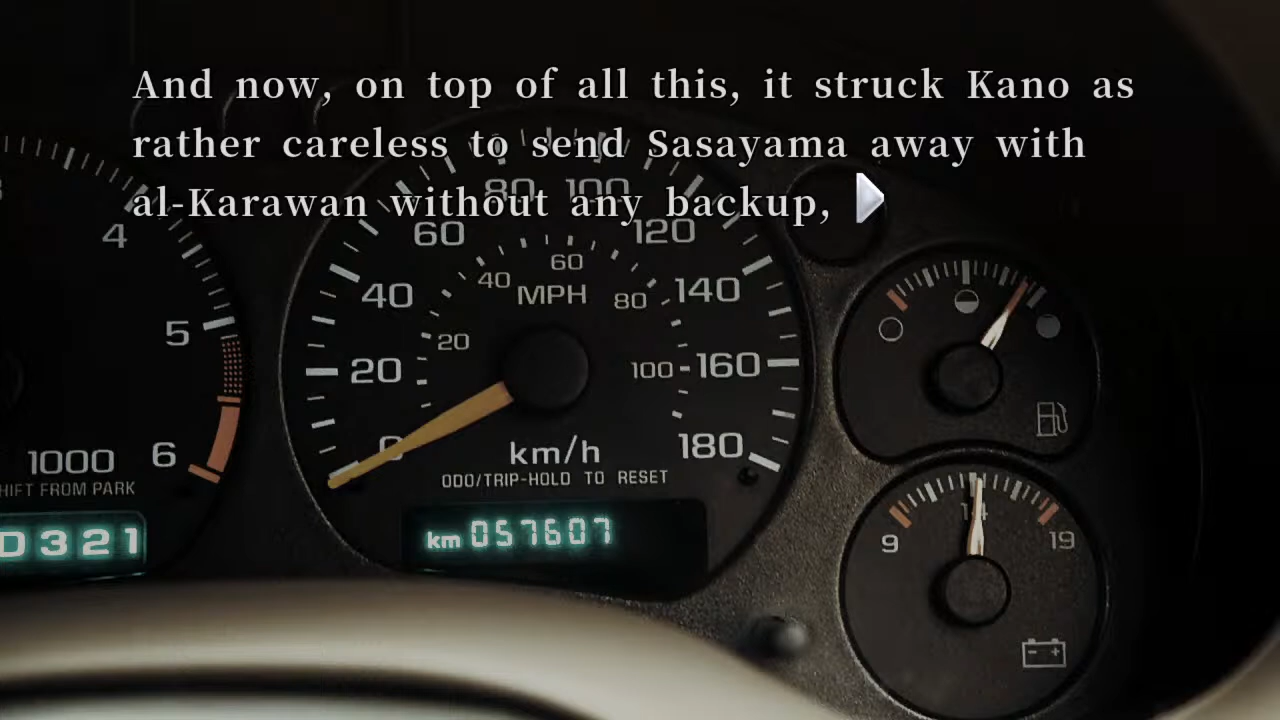 And now, on top of all this, it struck Kano as
rather careless to send Sasayama away with
al-Karawan without any backup,
80 100
4 60 120
60
40 MPH 80
40 140
5 20
20 100 160
0 km/h 180
1000 6
HIFT FROM PARK
ODO/TRIP-HOLD TO RESET
D321
km 057607
9 14 19